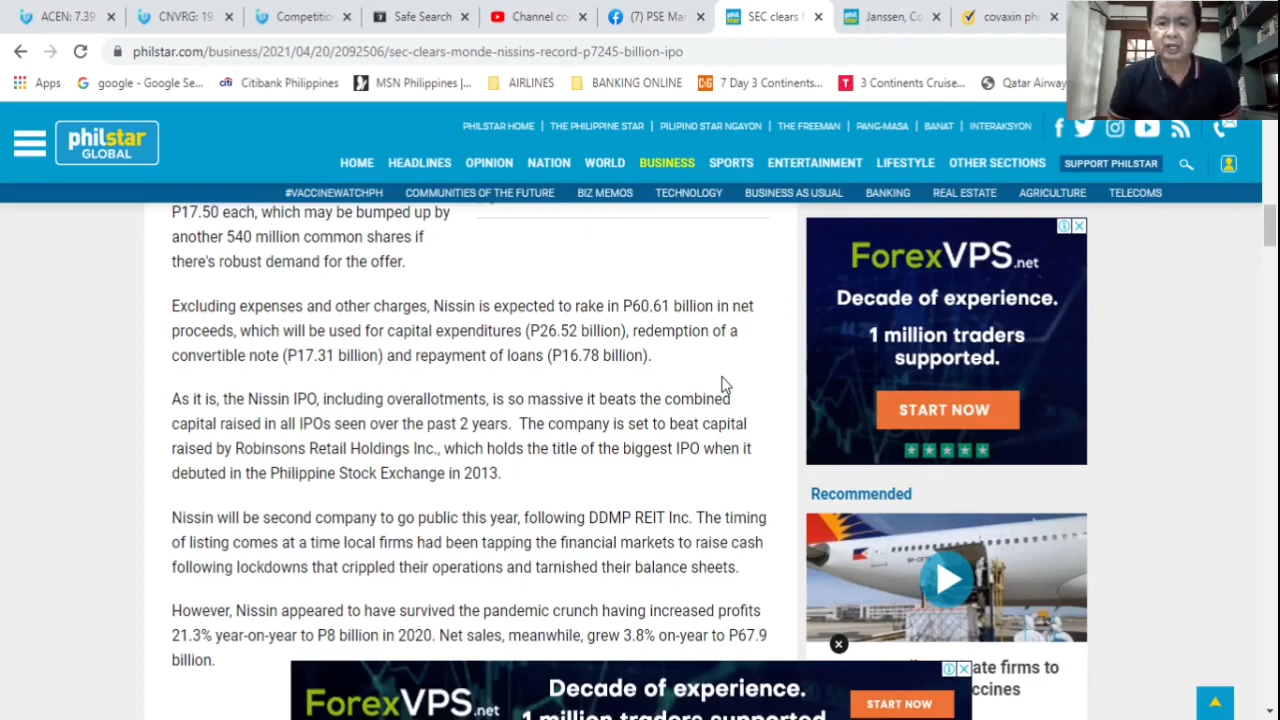 ACEN: 7.39
CNVRG: 19.
Competitio
Safe Search
Channel co
(7) PSE Ma
SEC clears
Janssen, Co
covaxin ph
philstar.com/business/2021/04/20/2092506/sec-clears-monde-nissins-record-p7245-billion-ipo
Apps
google - Google Se...
Citibank Philippines
MSN Philippines |...
AIRLINES
BANKING ONLINE
7 Day 3 Continents...
3 Continents Cruise...
Qatar Airway
philstar
GLOBAL
PHILSTAR HOME | THE PHILIPPINE STAR | PILIPINO STAR NGAYON | THE FREEMAN | PANG-MASA | BANAT | INTERAKSYON
HOME HEADLINES OPINION NATION WORLD BUSINESS SPORTS ENTERTAINMENT LIFESTYLE OTHER SECTIONS SUPPORT PHILSTAR
#VACCINEWATCHPH COMMUNITIES OF THE FUTURE BIZ MEMOS TECHNOLOGY BUSINESS AS USUAL BANKING REAL ESTATE AGRICULTURE TELECOMS
P17.50 each, which may be bumped up by
another 540 million common shares if
there's robust demand for the offer.
Excluding expenses and other charges, Nissin is expected to rake in P60.61 billion in net
proceeds, which will be used for capital expenditures (P26.52 billion), redemption of a
convertible note (P17.31 billion) and repayment of loans (P16.78 billion).
As it is, the Nissin IPO, including overallotments, is so massive it beats the combined
capital raised in all IPOs seen over the past 2 years. The company is set to beat capital
raised by Robinsons Retail Holdings Inc., which holds the title of the biggest IPO when it
debuted in the Philippine Stock Exchange in 2013.
Nissin will be second company to go public this year, following DDMP REIT Inc. The timing
of listing comes at a time local firms had been tapping the financial markets to raise cash
following lockdowns that crippled their operations and tarnished their balance sheets.
However, Nissin appeared to have survived the pandemic crunch having increased profits
21.3% year-on-year to P8 billion in 2020. Net sales, meanwhile, grew 3.8% on-year to P67.9
billion.
ForexVPS.net
Decade of experience.
1 million traders
supported.
START NOW
Recommended
ate firms to
ccines
ForexVPS.net
Decade of experience.
1 million traders supported
START NOW